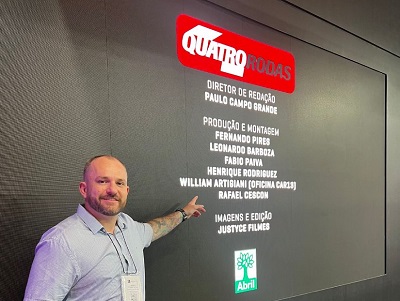 QUATRO RODAS
DIRETOR DE REDAÇÃO
PAULO CAMPO GRANDE
PRODUÇÃO E MONTAGEM
FERNANDO PIRES
LEONARDO BARBOZA
FABIO PAIVA
HENRIQUE RODRIGUEZ
WILLIAM ARTIGIANI (OFICINA CAR13)
RAFAEL CESCON
IMAGENS E EDIÇÃO
JUSTYCE FILMES
Abril